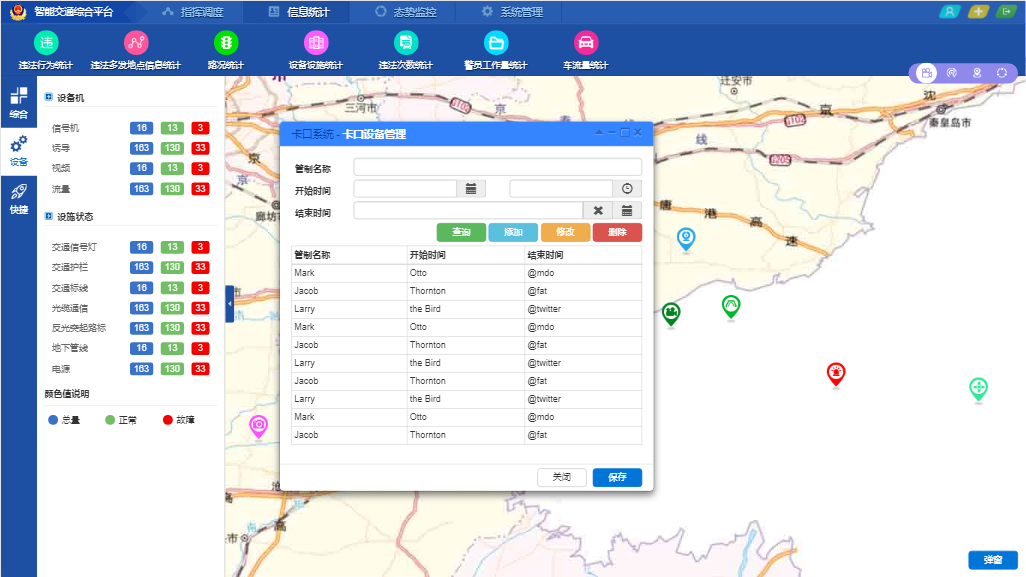 智能交通综合平台
指挥调度
信息统计
态势监控
系统管理
违
违法行为统计
违法多发地点信息统计
路况统计
设备设施统计
违法次数统计
警员工作量统计
车流量统计
综合
设备
快捷
设备机
信号机 16 13 3
诱导 163 130 33
视频 16 13 3
流量 163 130 33
设施状态
交通信号灯 16 13 3
交通护栏 163 130 33
交通标线 16 13 3
光缆通信 163 130 33
反光突起路标 163 130 33
地下管线 16 13 3
电源 163 130 33
颜色值说明
总量 正常 故障
三河市
迁安市
秦皇岛市
沈
京
京
线
唐
港
高
速
高
卡口系统 - 卡口设备管理
管制名称
开始时间
结束时间
查询 添加 修改 删除
管制名称 开始时间 结束时间
Mark Otto @mdo
Jacob Thornton @fat
Larry the Bird @twitter
Mark Otto @mdo
Jacob Thornton @fat
Larry the Bird @twitter
Jacob Thornton @fat
Larry the Bird @twitter
Mark Otto @mdo
Jacob Thornton @fat
关闭 保存
弹窗